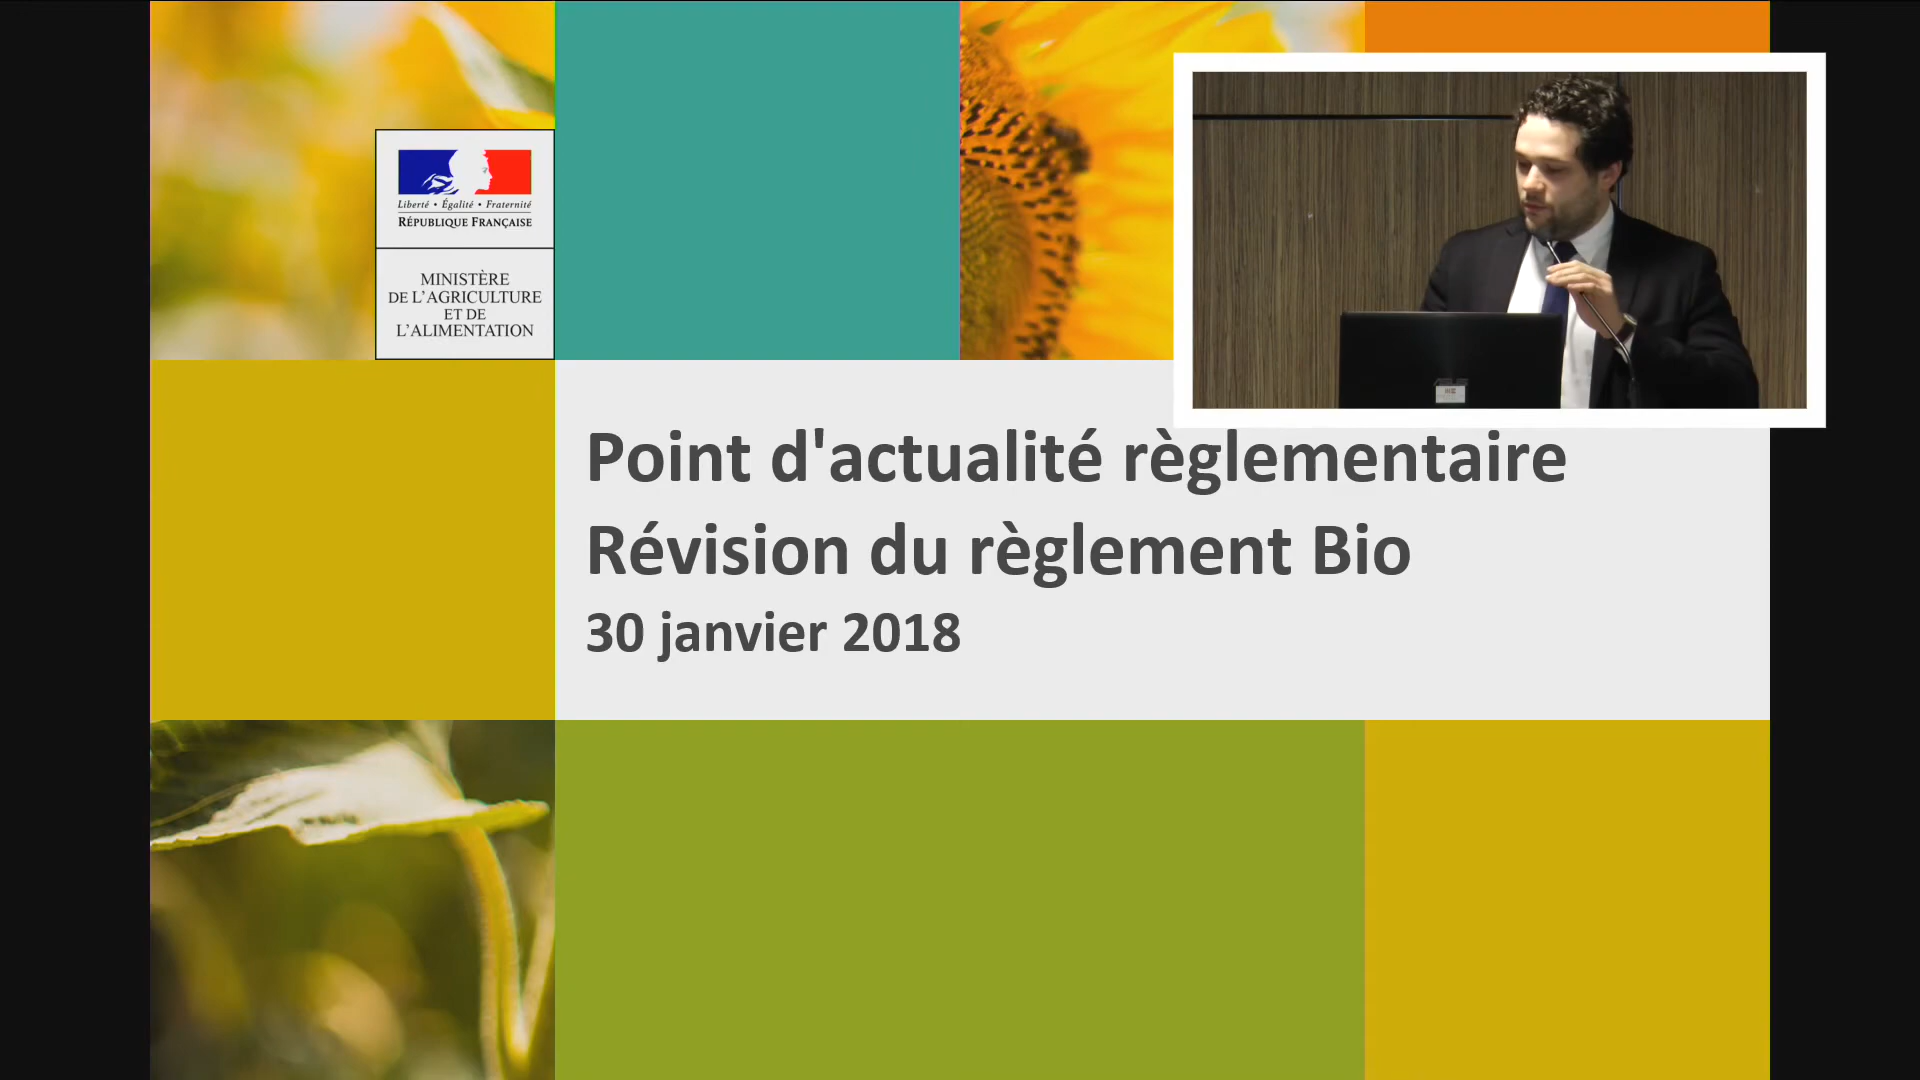 Liberté • Égalité • Fraternité
RÉPUBLIQUE FRANÇAISE
MINISTÈRE
DE L'AGRICULTURE
ET DE
L'ALIMENTATION
Point d'actualité règlementaire
Révision du règlement Bio
30 janvier 2018